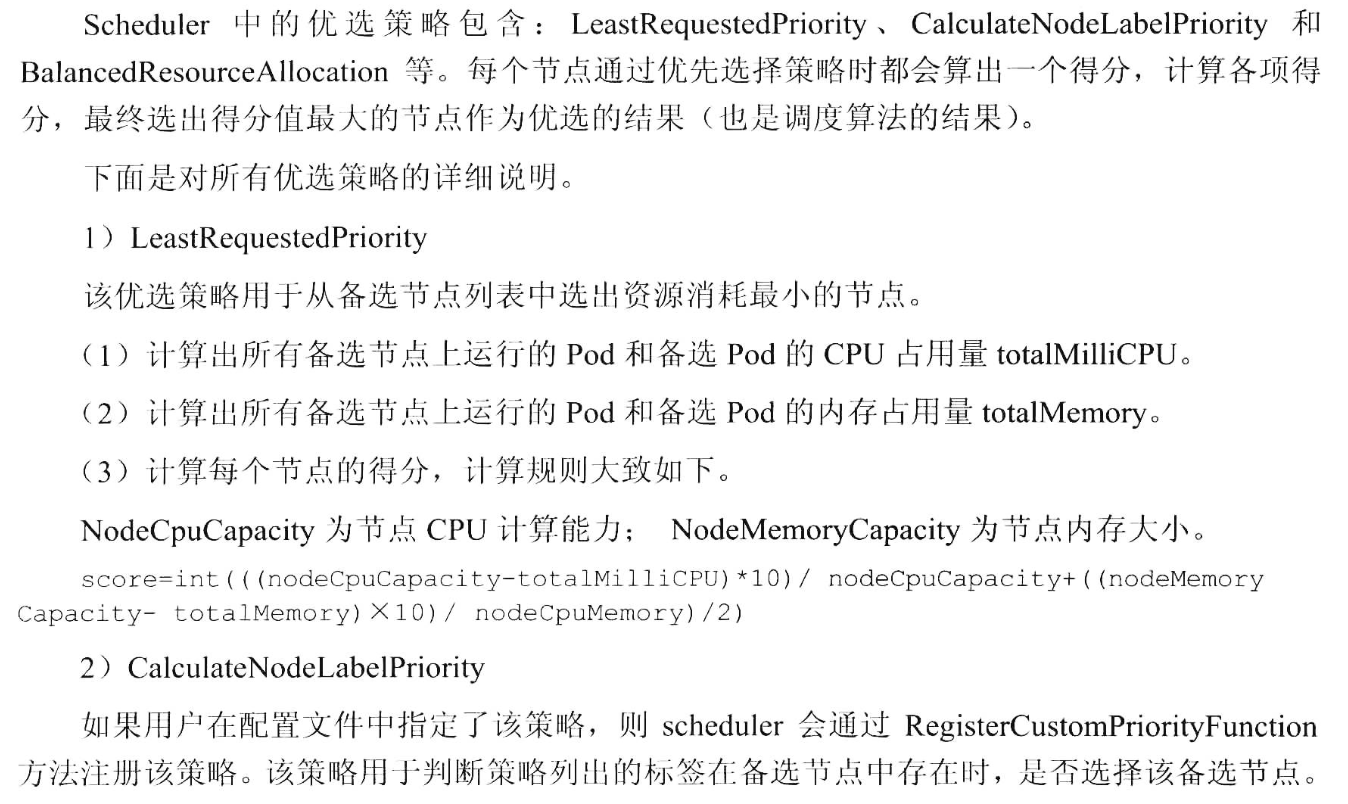 Scheduler 中的优选策略包含：LeastRequestedPriority、CalculateNodeLabelPriority 和
BalancedResourceAllocation 等。每个节点通过优先选择策略时都会算出一个得分，计算各项得
分，最终选出得分值最大的节点作为优选的结果（也是调度算法的结果）。
下面是对所有优选策略的详细说明。
1）LeastRequestedPriority
该优选策略用于从备选节点列表中选出资源消耗最小的节点。
（1）计算出所有备选节点上运行的 Pod 和备选 Pod 的 CPU 占用量 totalMilliCPU。
（2）计算出所有备选节点上运行的 Pod 和备选 Pod 的内存占用量 totalMemory。
（3）计算每个节点的得分，计算规则大致如下。
NodeCpuCapacity 为节点 CPU 计算能力； NodeMemoryCapacity 为节点内存大小。
score=int(((nodeCpuCapacity-totalMilliCPU)*10)/ nodeCpuCapacity+((nodeMemory
Capacity- totalMemory)×10)/ nodeCpuMemory)/2)
2）CalculateNodeLabelPriority
如果用户在配置文件中指定了该策略，则 scheduler 会通过 RegisterCustomPriorityFunction
方法注册该策略。该策略用于判断策略列出的标签在备选节点中存在时，是否选择该备选节点。